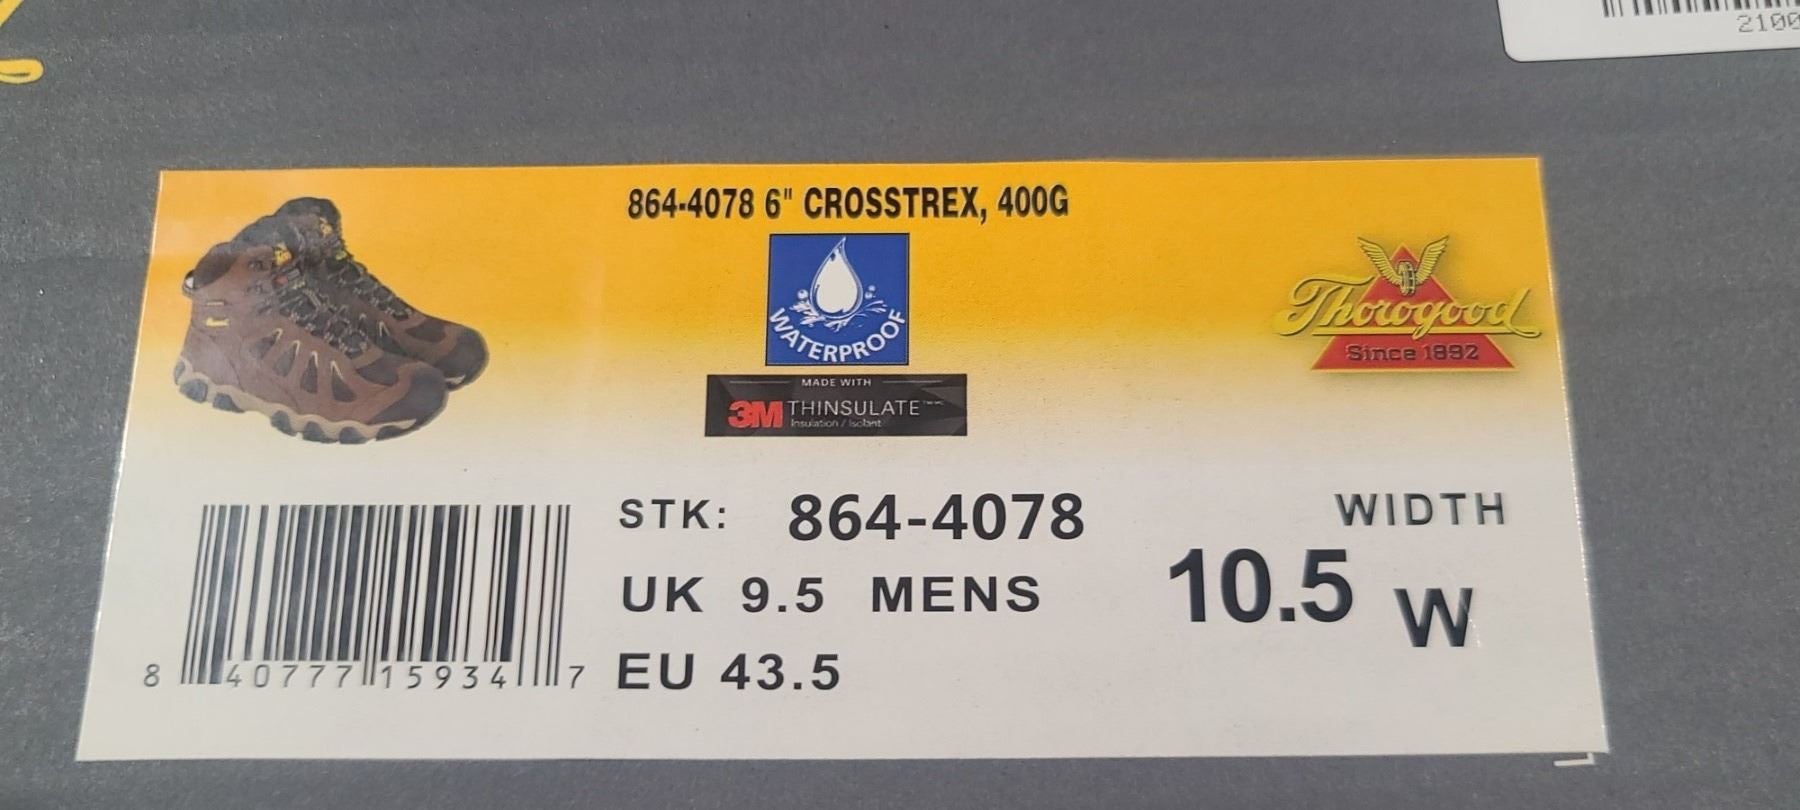 2100
864-4078 6" CROSSTREX, 400G
WATERPROOF
MADE WITH
3M THINSULATE
Insulation / Isolant
Thorogood
Since 1892
STK: 864-4078
WIDTH
UK 9.5 MENS
10.5 W
EU 43.5
8 40777 15934 7